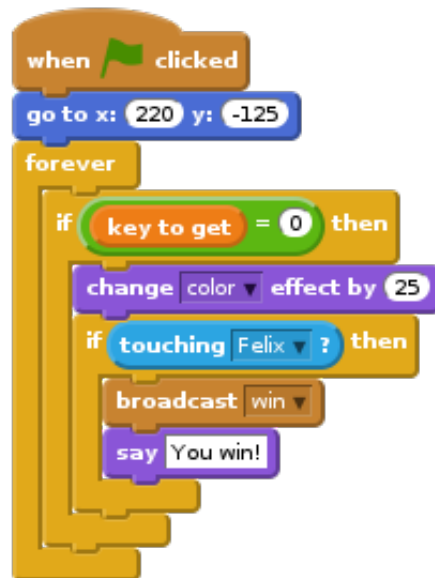 when clicked
go to x: 220 y: -125
forever
if key to get = 0 then
change color effect by 25
if touching Felix ? then
broadcast win
say You win!